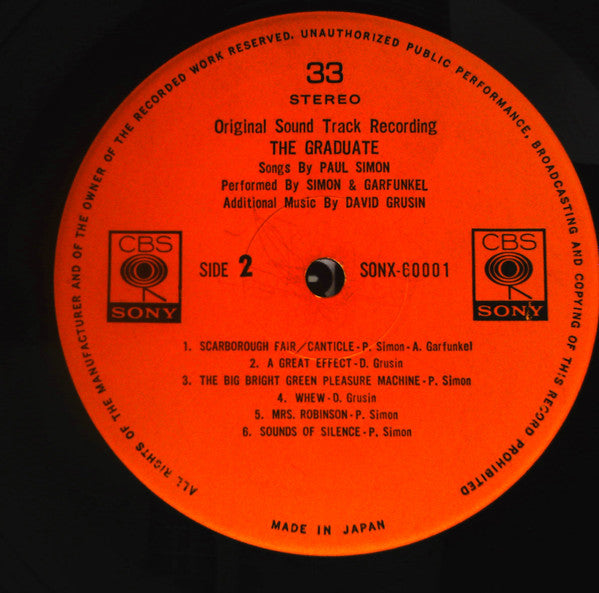 ALL RIGHTS OF THE MANUFACTURER AND OF THE OWNER OF THE RECORDED WORK RESERVED. UNAUTHORIZED PUBLIC PERFORMANCE, BROADCASTING AND COPYING OF THIS RECORD PROHIBITED
33
STEREO
Original Sound Track Recording
THE GRADUATE
Songs By PAUL SIMON
Performed By SIMON & GARFUNKEL
Additional Music By DAVID GRUSIN
CBS
SONY
SIDE 2
SONX-60001
CBS
SONY
1. SCARBOROUGH FAIR/CANTICLE-P. Simon-A. Garfunkel
2. A GREAT EFFECT-D. Grusin
3. THE BIG BRIGHT GREEN PLEASURE MACHINE-P. Simon
4. WHEW-D. Grusin
5. MRS. ROBINSON-P. Simon
6. SOUNDS OF SILENCE-P. Simon
MADE IN JAPAN